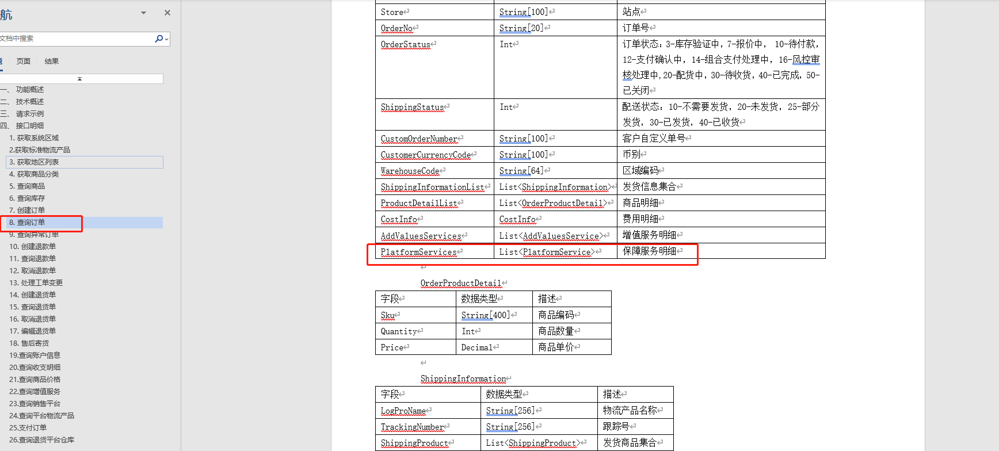 航
文档中搜索
页面
结果
一、 功能概述
二、 技术概述
三、 请求示例
四、 接口明细
1. 获取系统区域
2.获取标准物流产品
3. 获取地区列表
4. 获取商品分类
5. 查询商品
6. 查询库存
7. 创建订单
8. 查询订单
9. 查询异常订单
10. 创建退款单
11. 查询退款单
12. 取消退款单
13. 处理工单变更
14. 创建退货单
15. 查询退货单
16. 取消退货单
17. 编辑退货单
18. 售后寄货
19.查询账户信息
20.查询收支明细
21.查询商品价格
22.查询增值服务
23.查询销售平台
24.查询平台物流产品
25.支付订单
26.查询退货平台仓库
Store String[100] 站点
OrderNo String[20] 订单号
OrderStatus Int 订单状态：3-库存验证中，7-报价中， 10-待付款，
12-支付确认中，14-组合支付处理中，16-风控审
核处理中,20-配货中，30-待收货，40-已完成，50-
已关闭
ShippingStatus Int 配送状态：10-不需要发货，20-未发货，25-部分
发货，30-已发货，40-已收货
CustomOrderNumber String[100] 客户自定义单号
CustomerCurrencyCode String[100] 币别
WarehouseCode String[64] 区域编码
ShippingInformationList List<ShippingInformation> 发货信息集合
ProductDetailList List<OrderProductDetail> 商品明细
CostInfo CostInfo 费用明细
AddValuesServices List<AddValuesService> 增值服务明细
PlatformServices List<PlatformService> 保障服务明细
OrderProductDetail
字段 数据类型 描述
Sku String[400] 商品编码
Quantity Int 商品数量
Price Decimal 商品单价
ShippingInformation
字段 数据类型 描述
LogProName String[256] 物流产品名称
TrackingNumber String[256] 跟踪号
ShippingProduct List<ShippingProduct> 发货商品集合